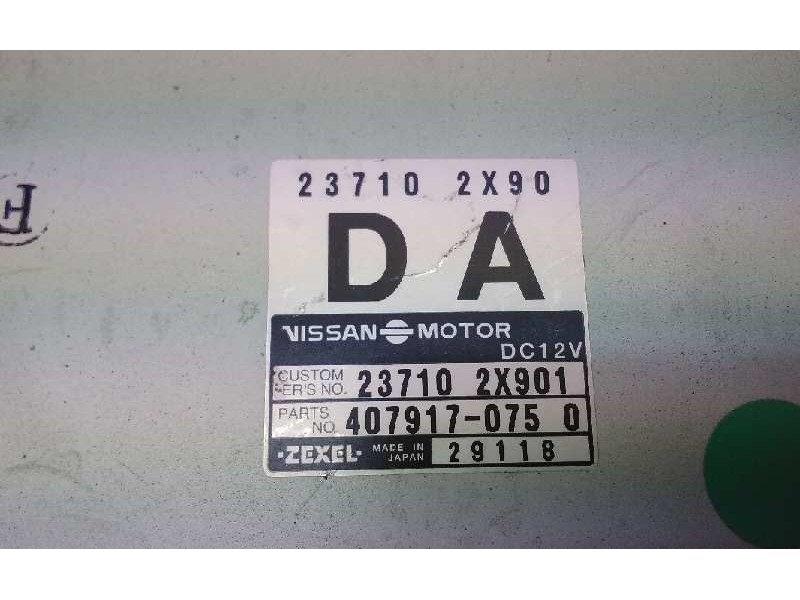 23710 2X90
DA
NISSAN MOTOR
DC12V
CUSTOM
ER'S NO. 23710 2X901
PARTS
NO. 407917-075 0
·ZEXEL· MADE IN
JAPAN 29118